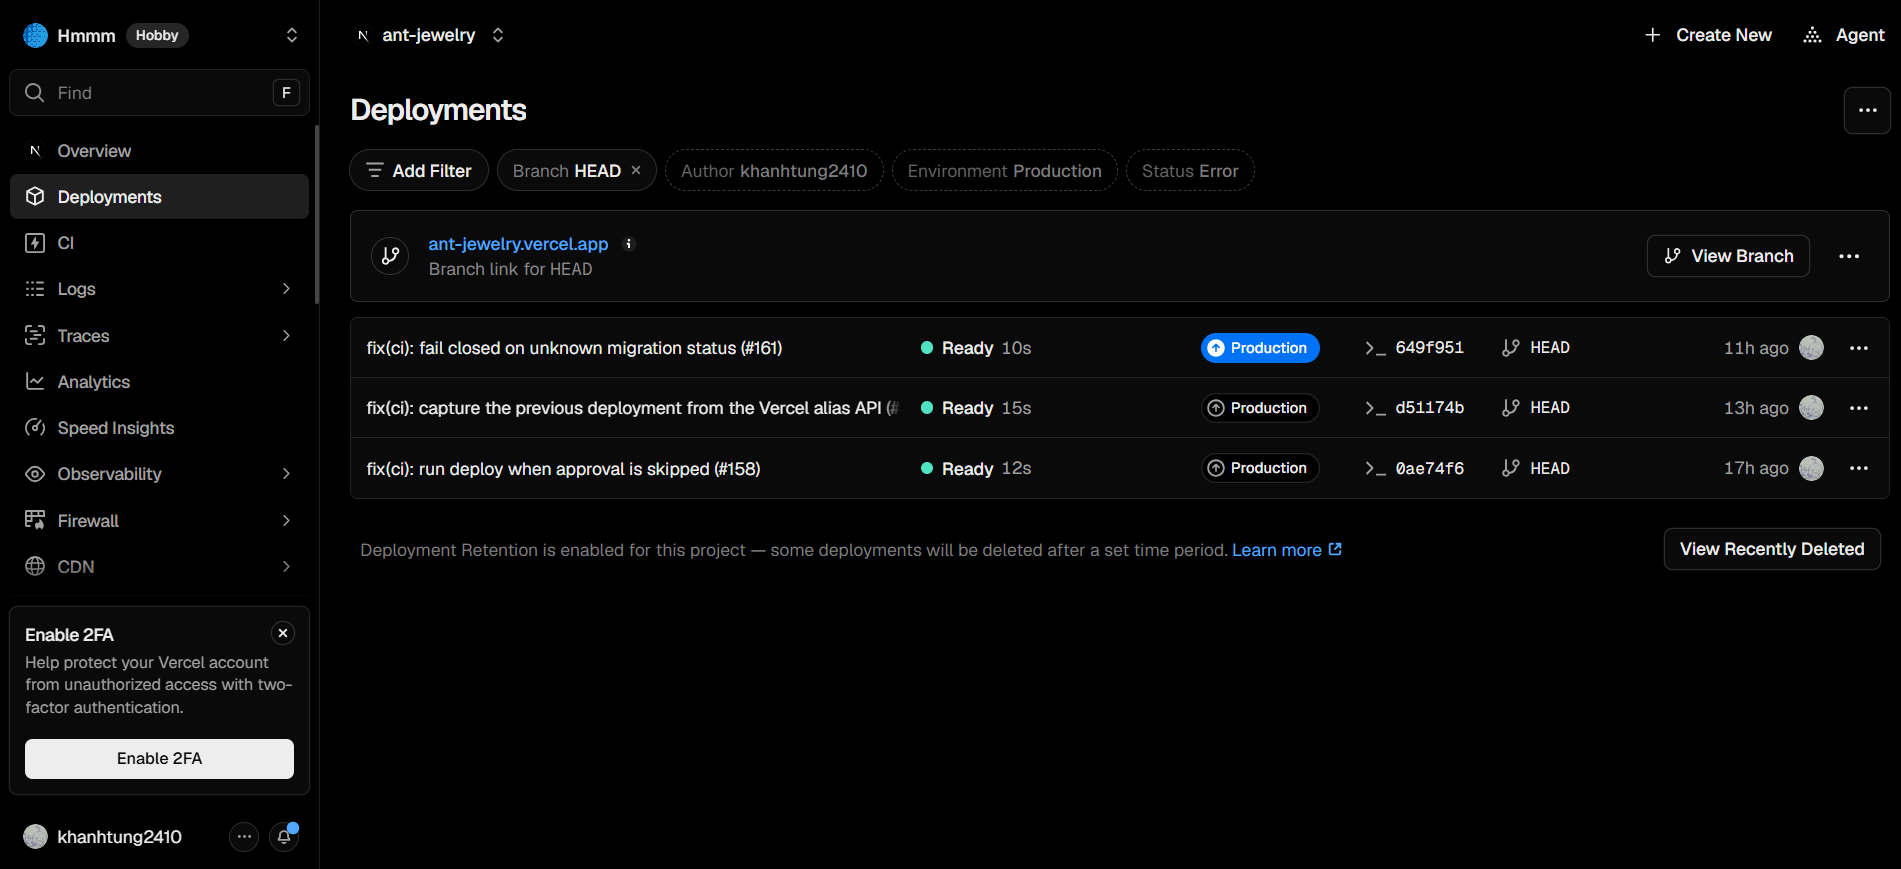 Hmmm Hobby
Find F
Overview
Deployments
CI
Logs
Traces
Analytics
Speed Insights
Observability
Firewall
CDN
Enable 2FA
Help protect your Vercel account
from unauthorized access with two-
factor authentication.
Enable 2FA
khanhtung2410
N ant-jewelry
Create New
Agent
Deployments
Add Filter
Branch HEAD
Author khanhtung2410
Environment Production
Status Error
ant-jewelry.vercel.app
Branch link for HEAD
View Branch
fix(ci): fail closed on unknown migration status (#161) Ready 10s Production 649f951 HEAD 11h ago
fix(ci): capture the previous deployment from the Vercel alias API (# Ready 15s Production d51174b HEAD 13h ago
fix(ci): run deploy when approval is skipped (#158) Ready 12s Production 0ae74f6 HEAD 17h ago
Deployment Retention is enabled for this project — some deployments will be deleted after a set time period. Learn more
View Recently Deleted